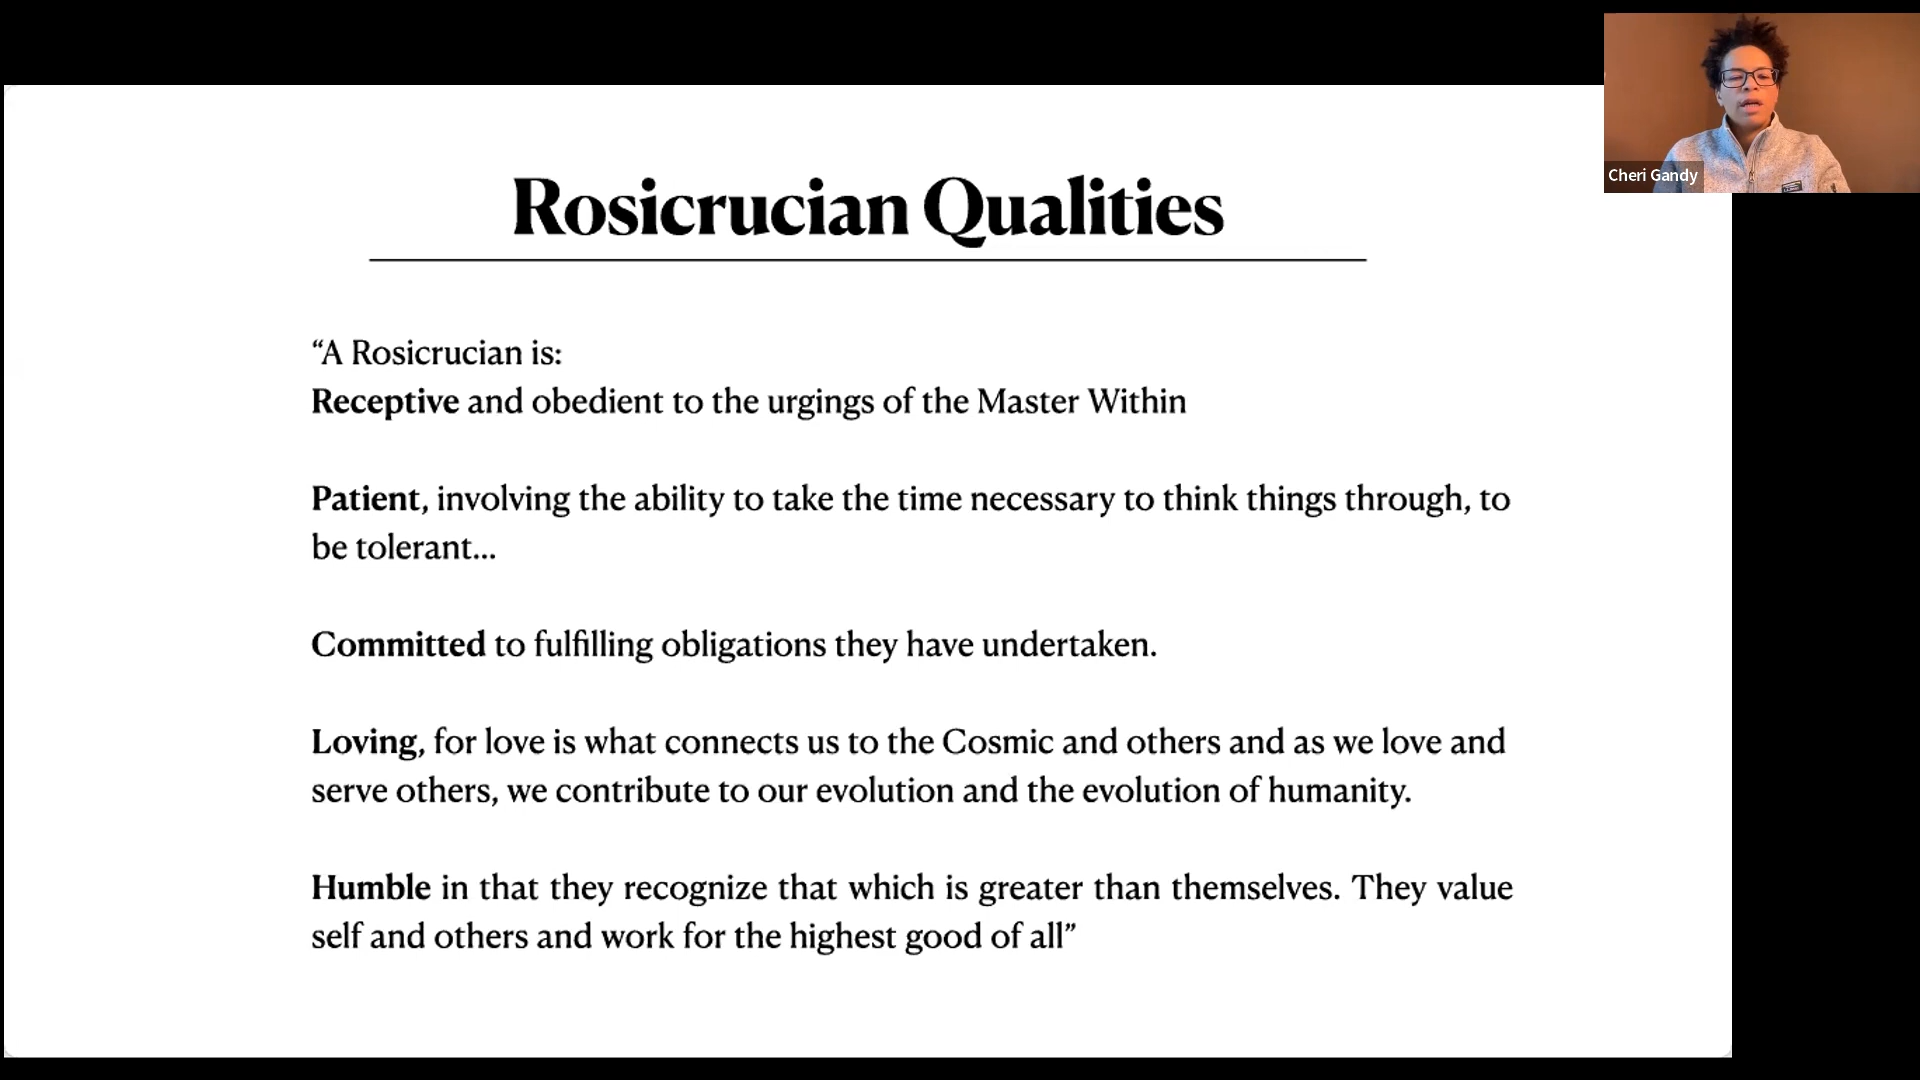 Rosicrucian Qualities
“A Rosicrucian is:
Receptive and obedient to the urgings of the Master Within
Patient, involving the ability to take the time necessary to think things through, to
be tolerant...
Committed to fulfilling obligations they have undertaken.
Loving, for love is what connects us to the Cosmic and others and as we love and
serve others, we contribute to our evolution and the evolution of humanity.
Humble in that they recognize that which is greater than themselves. They value
self and others and work for the highest good of all”
Cheri Gandy